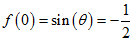 f(0) = sin(θ) = -1/2